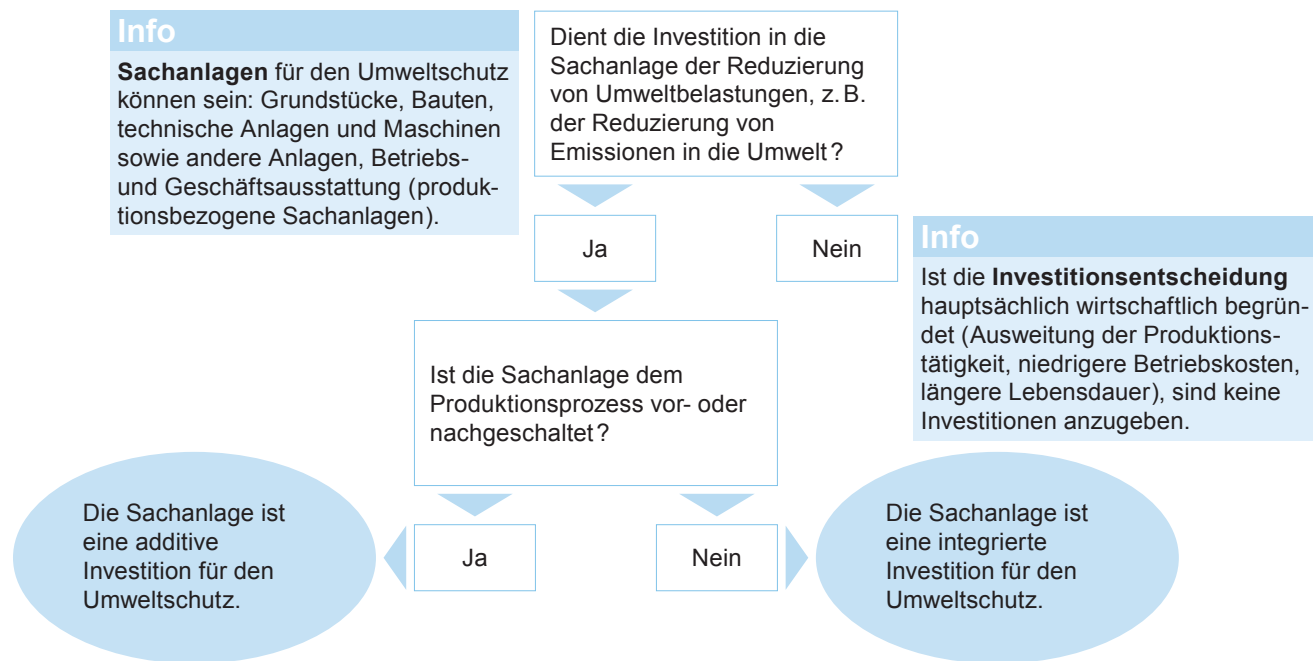 Info
Sachanlagen für den Umweltschutz
können sein: Grundstücke, Bauten,
technische Anlagen und Maschinen
sowie andere Anlagen, Betriebs-
und Geschäftsausstattung (produk-
tionsbezogene Sachanlagen).
Dient die Investition in die
Sachanlage der Reduzierung
von Umweltbelastungen, z. B.
der Reduzierung von
Emissionen in die Umwelt ?
Ja
Nein
Info
Ist die Investitionsentscheidung
hauptsächlich wirtschaftlich begrün-
det (Ausweitung der Produktions-
tätigkeit, niedrigere Betriebskosten,
längere Lebensdauer), sind keine
Investitionen anzugeben.
Ist die Sachanlage dem
Produktionsprozess vor- oder
nachgeschaltet ?
Die Sachanlage ist
eine additive
Investition für den
Umweltschutz.
Ja
Nein
Die Sachanlage ist
eine integrierte
Investition für den
Umweltschutz.